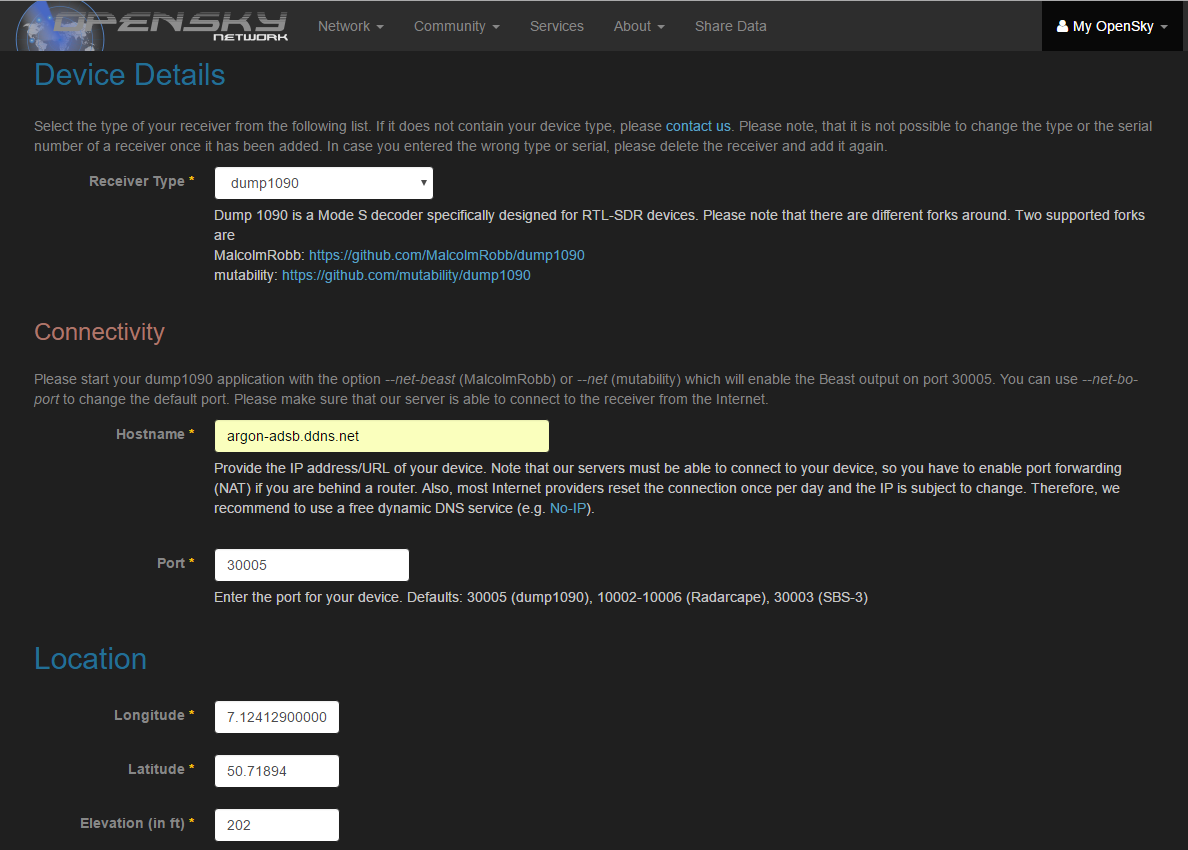 OPENSKY
NETWORK
Network Community Services About Share Data My OpenSky
Device Details
Select the type of your receiver from the following list. If it does not contain your device type, please contact us. Please note, that it is not possible to change the type or the serial
number of a receiver once it has been added. In case you entered the wrong type or serial, please delete the receiver and add it again.
Receiver Type * dump1090
Dump 1090 is a Mode S decoder specifically designed for RTL-SDR devices. Please note that there are different forks around. Two supported forks
are
MalcolmRobb: https://github.com/MalcolmRobb/dump1090
mutability: https://github.com/mutability/dump1090
Connectivity
Please start your dump1090 application with the option --net-beast (MalcolmRobb) or --net (mutability) which will enable the Beast output on port 30005. You can use --net-bo-
port to change the default port. Please make sure that our server is able to connect to the receiver from the Internet.
Hostname * argon-adsb.ddns.net
Provide the IP address/URL of your device. Note that our servers must be able to connect to your device, so you have to enable port forwarding
(NAT) if you are behind a router. Also, most Internet providers reset the connection once per day and the IP is subject to change. Therefore, we
recommend to use a free dynamic DNS service (e.g. No-IP).
Port * 30005
Enter the port for your device. Defaults: 30005 (dump1090), 10002-10006 (Radarcape), 30003 (SBS-3)
Location
Longitude * 7.12412900000
Latitude * 50.71894
Elevation (in ft) * 202